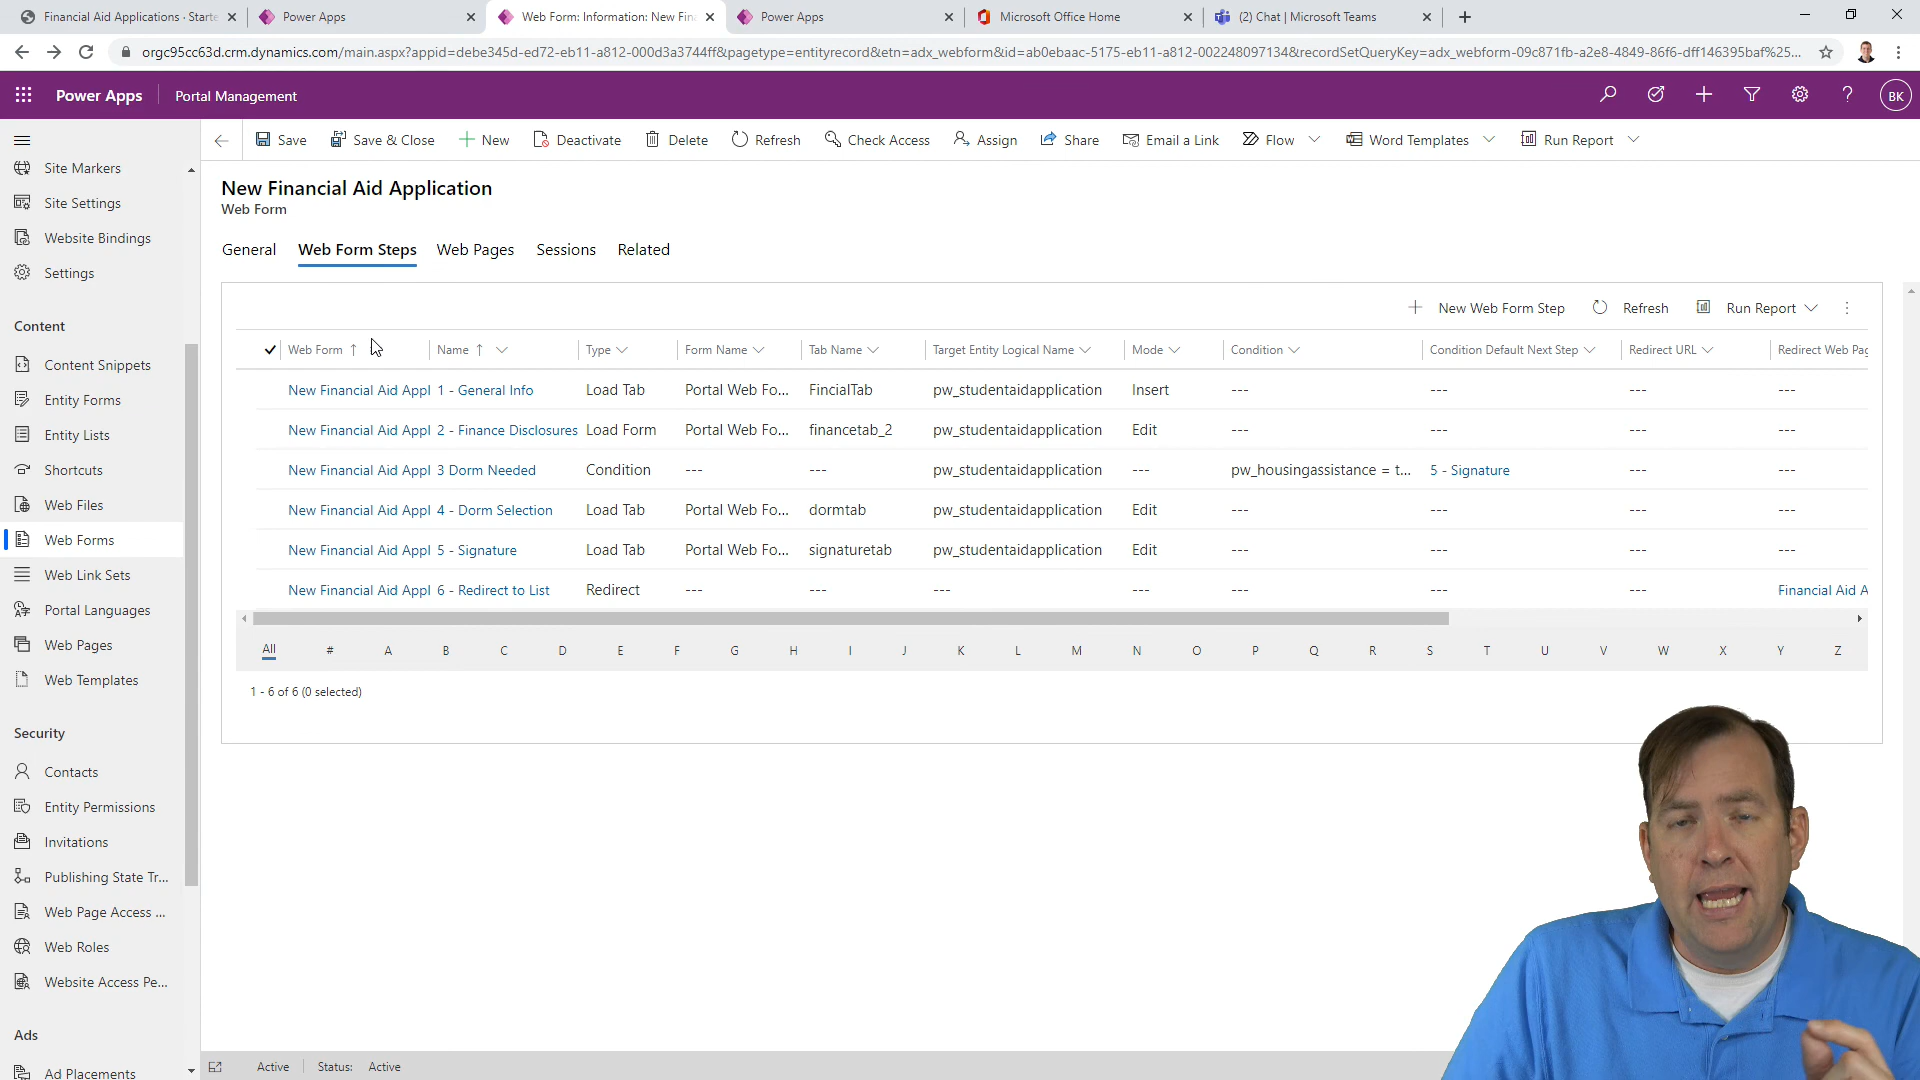 Financial Aid Applications · Starte
Power Apps
Web Form: Information: New Fin
Power Apps
Microsoft Office Home
(2) Chat | Microsoft Teams
orgc95cc63d.crm.dynamics.com/main.aspx?appid=debe345d-ed72-eb11-a812-000d3a3744ff&pagetype=entityrecord&etn=adx_webform&id=ab0ebaac-5175-eb11-a812-002248097134&recordSetQueryKey=adx_webform-09c871fb-a2e8-4849-86f6-dff146395baf%25...
Power Apps
Portal Management
BK
Save
Save & Close
New
Deactivate
Delete
Refresh
Check Access
Assign
Share
Email a Link
Flow
Word Templates
Run Report
Site Markers
Site Settings
Website Bindings
Settings
Content
Content Snippets
Entity Forms
Entity Lists
Shortcuts
Web Files
Web Forms
Web Link Sets
Portal Languages
Web Pages
Web Templates
Security
Contacts
Entity Permissions
Invitations
Publishing State Tr...
Web Page Access ...
Web Roles
Website Access Pe...
Ads
Ad Placements
New Financial Aid Application
Web Form
General Web Form Steps Web Pages Sessions Related
New Web Form Step Refresh Run Report
Web Form Name Type Form Name Tab Name Target Entity Logical Name Mode Condition Condition Default Next Step Redirect URL Redirect Web Pag
New Financial Aid Appl 1 - General Info Load Tab Portal Web Fo... FincialTab pw_studentaidapplication Insert --- --- --- ---
New Financial Aid Appl 2 - Finance Disclosures Load Form Portal Web Fo... financetab_2 pw_studentaidapplication Edit --- --- --- ---
New Financial Aid Appl 3 Dorm Needed Condition --- --- pw_studentaidapplication --- pw_housingassistance = t... 5 - Signature --- ---
New Financial Aid Appl 4 - Dorm Selection Load Tab Portal Web Fo... dormtab pw_studentaidapplication Edit --- --- --- ---
New Financial Aid Appl 5 - Signature Load Tab Portal Web Fo... signaturetab pw_studentaidapplication Edit --- --- --- ---
New Financial Aid Appl 6 - Redirect to List Redirect --- --- --- --- --- --- --- Financial Aid A
All # A B C D E F G H I J K L M N O P Q R S T U V W X Y Z
1 - 6 of 6 (0 selected)
Active Status: Active